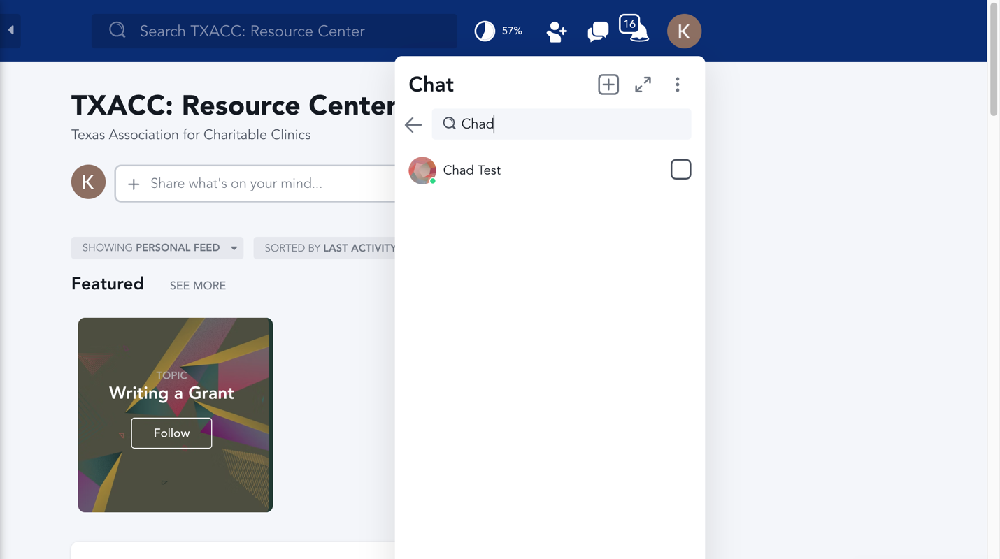 Search TXACC: Resource Center
57%
16
K
Chat
Chad
Chad Test
TXACC: Resource Center
Texas Association for Charitable Clinics
K
+ Share what's on your mind...
SHOWING PERSONAL FEED
SORTED BY LAST ACTIVITY
Featured
SEE MORE
TOPIC
Writing a Grant
Follow